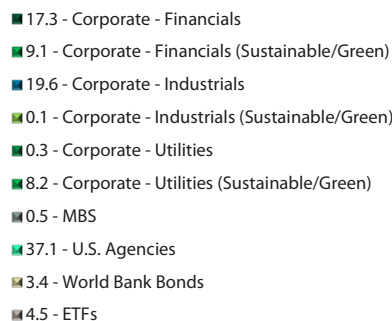 17.3 - Corporate - Financials
9.1 - Corporate - Financials (Sustainable/Green)
19.6 - Corporate - Industrials
0.1 - Corporate - Industrials (Sustainable/Green)
0.3 - Corporate - Utilities
8.2 - Corporate - Utilities (Sustainable/Green)
0.5 - MBS
37.1 - U.S. Agencies
3.4 - World Bank Bonds
4.5 - ETFs